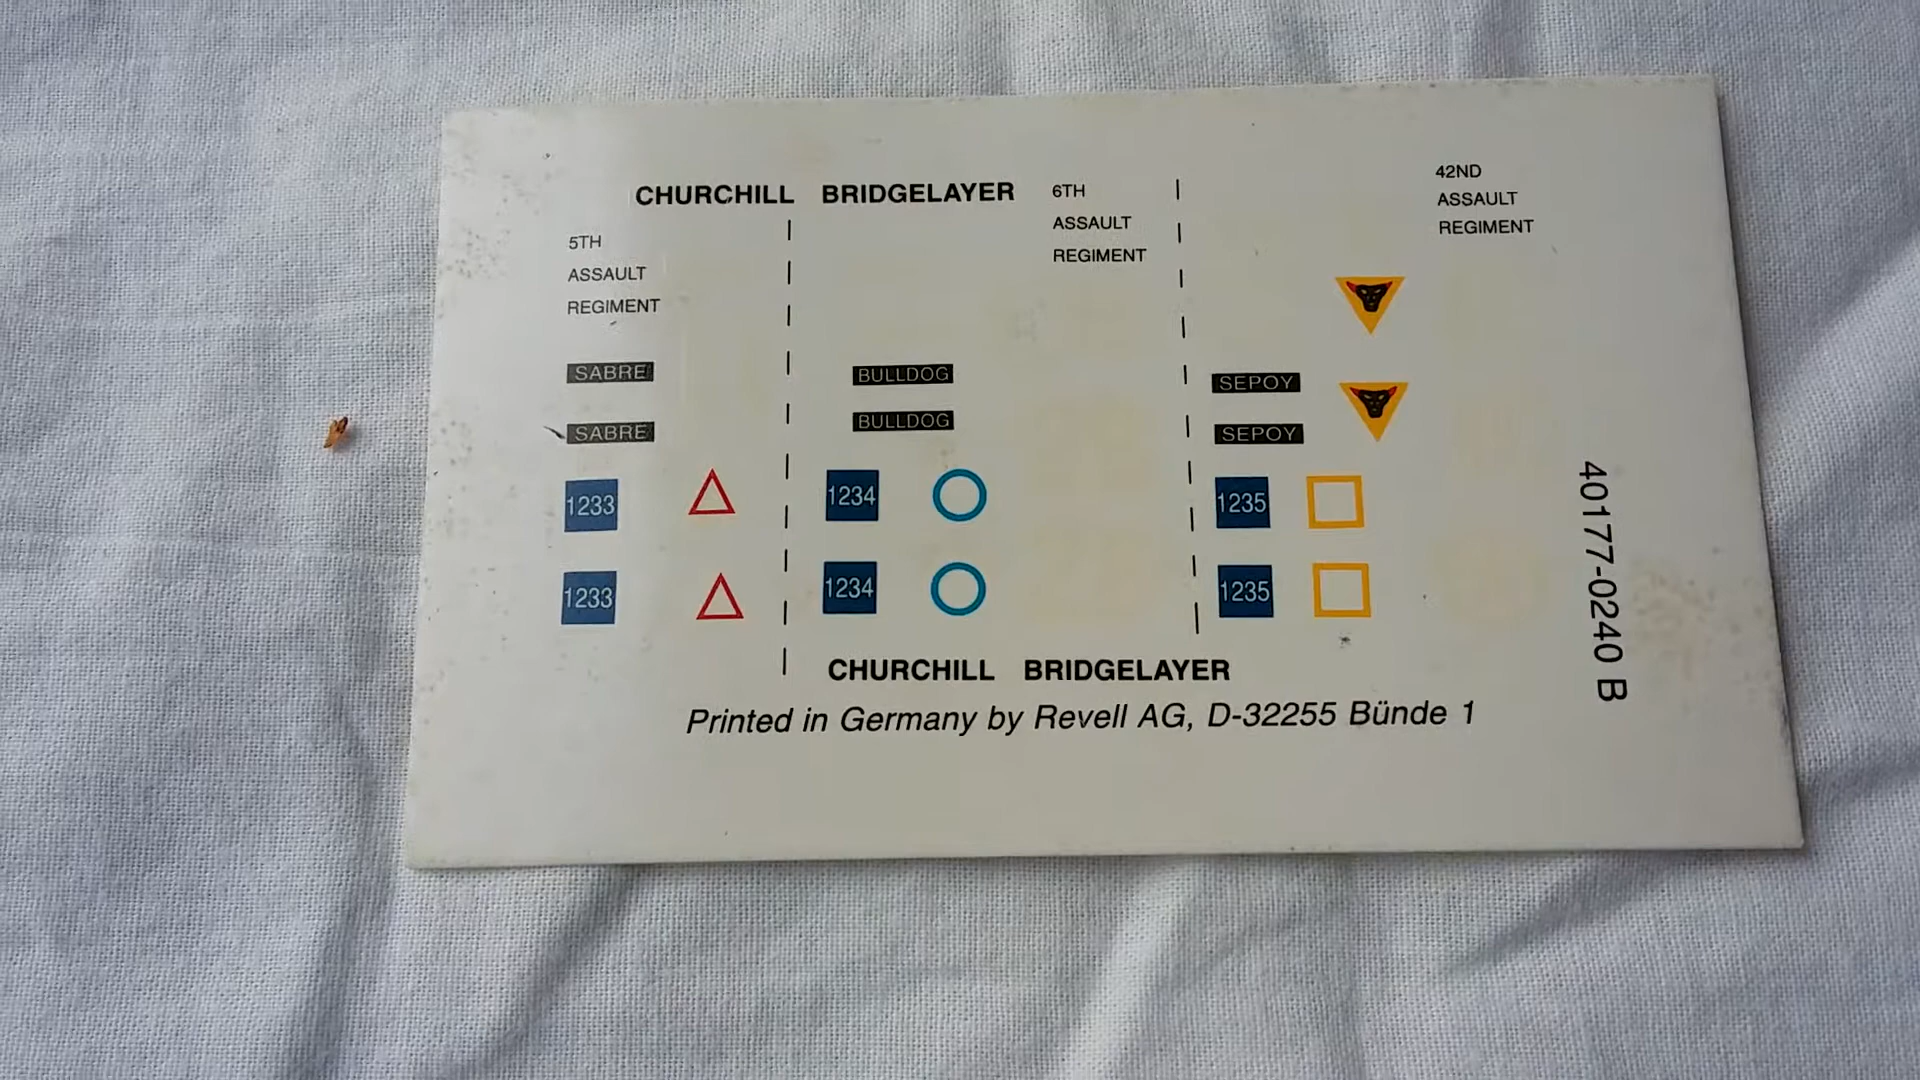 CHURCHILL BRIDGELAYER
5TH
ASSAULT
REGIMENT
SABRE
SABRE
1233
1233
6TH
ASSAULT
REGIMENT
BULLDOG
BULLDOG
1234
1234
42ND
ASSAULT
REGIMENT
SEPOY
SEPOY
1235
1235
CHURCHILL BRIDGELAYER
Printed in Germany by Revell AG, D-32255 Bünde 1
40177-0240 B